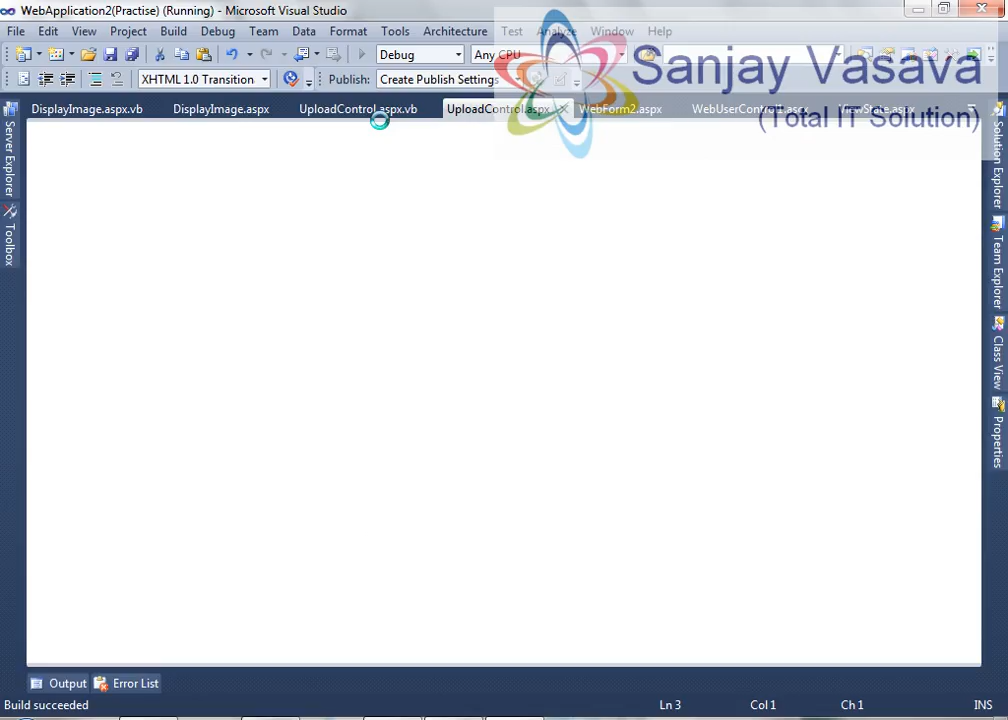 WebApplication2(Practise) (Running) - Microsoft Visual Studio
File Edit View Project Build Debug Team Data Format Tools Architecture Test Analyze Window Help
Debug Any CPU
XHTML 1.0 Transition Publish: Create Publish Settings
Sanjay Vasava
(Total IT Solution)
DisplayImage.aspx.vb DisplayImage.aspx UploadControl.aspx.vb UploadControl.aspx WebForm2.aspx WebUserControl1.ascx ViewState.aspx
Server Explorer
Toolbox
Solution Explorer
Team Explorer
Class View
Properties
Output Error List
Build succeeded Ln 3 Col 1 Ch 1 INS